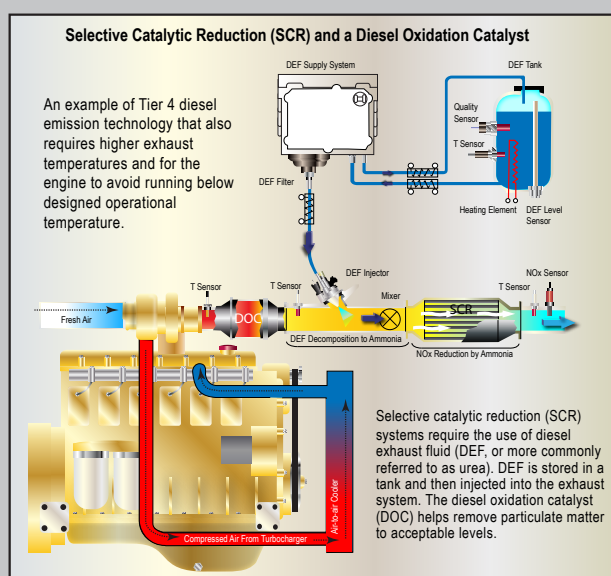 Selective Catalytic Reduction (SCR) and a Diesel Oxidation Catalyst
DEF Supply System
DEF Tank
An example of Tier 4 diesel
emission technology that also
requires higher exhaust
temperatures and for the
engine to avoid running below
designed operational
temperature.
Quality
Sensor
T Sensor
DEF Filter
Heating Element
DEF Level
Sensor
DEF Injector
T Sensor
T Sensor
Mixer
T Sensor
NOx Sensor
Fresh Air
DOC
SCR
DEF Decomposition to Ammonia
NOx Reduction by Ammonia
Air-to-air Cooler
Compressed Air From Turbocharger
Selective catalytic reduction (SCR)
systems require the use of diesel
exhaust fluid (DEF, or more commonly
referred to as urea). DEF is stored in a
tank and then injected into the exhaust
system. The diesel oxidation catalyst
(DOC) helps remove particulate matter
to acceptable levels.